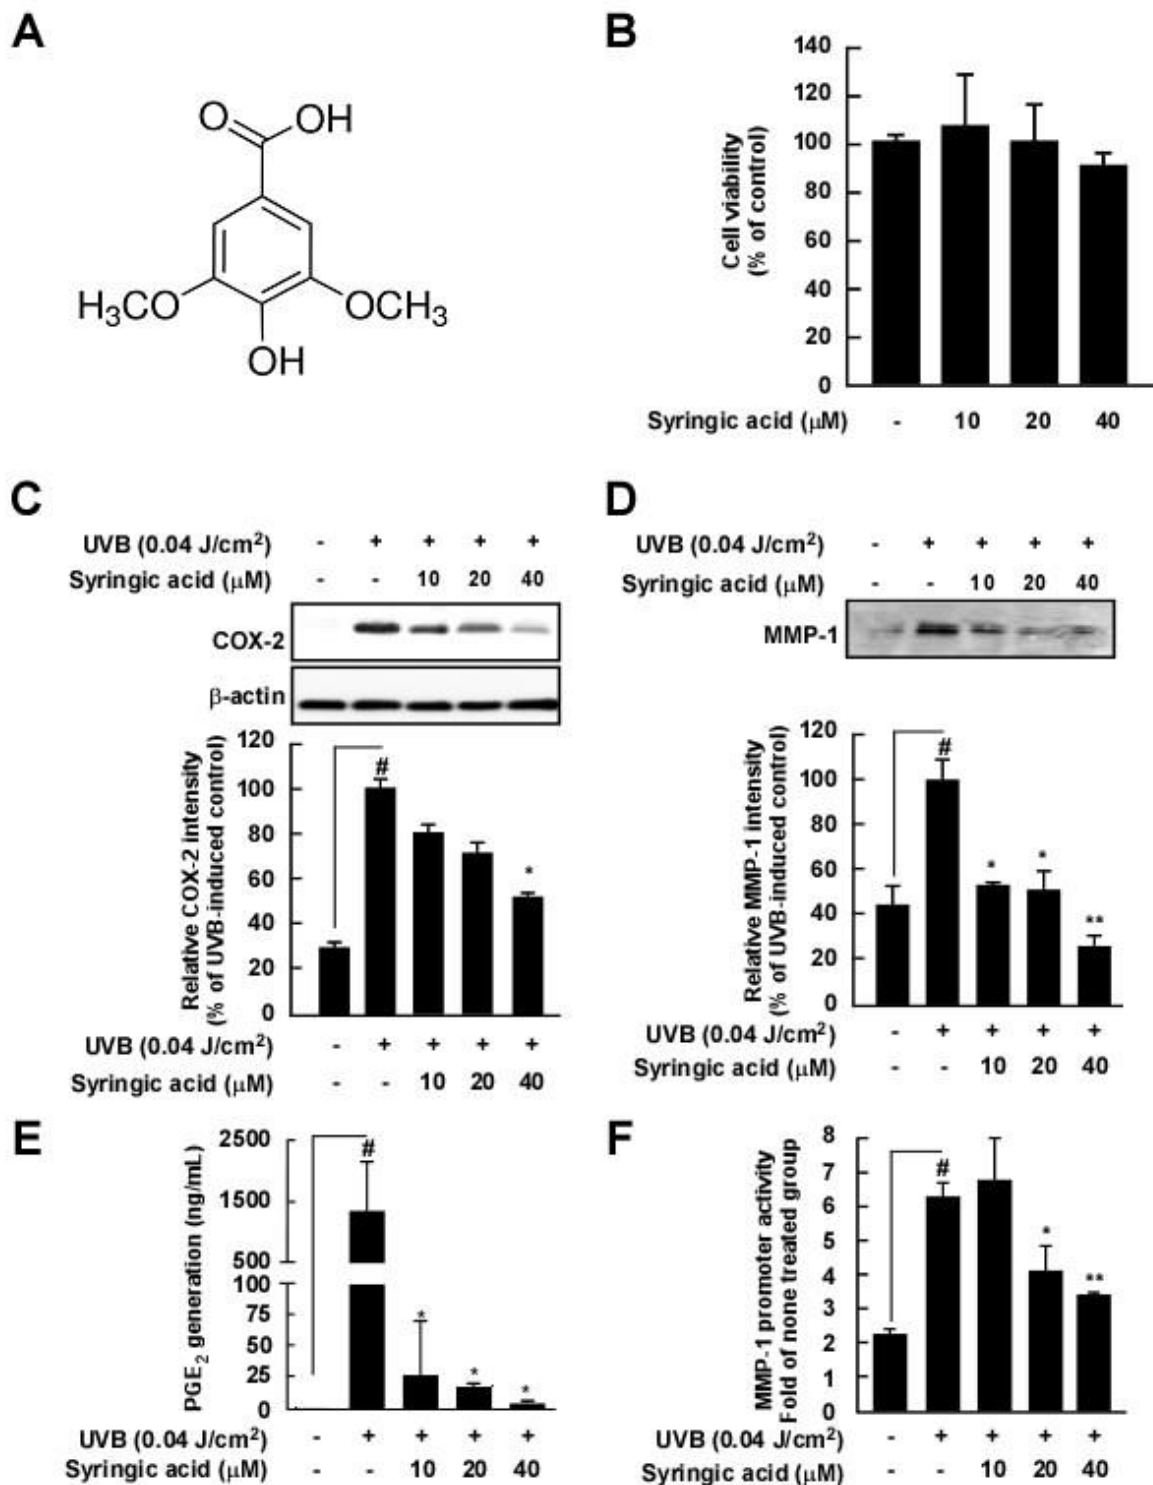 A
O
OH
H3CO
OCH3
OH
B
Cell viability
(% of control)
140
120
100
80
60
40
20
0
Syringic acid (μM) - 10 20 40
C
UVB (0.04 J/cm²) - + + + +
Syringic acid (μM) - - 10 20 40
COX-2
β-actin
Relative COX-2 intensity
(% of UVB-induced control)
120
100
80
60
40
20
0
#
*
UVB (0.04 J/cm²) - + + + +
Syringic acid (μM) - - 10 20 40
D
UVB (0.04 J/cm²) - + + + +
Syringic acid (μM) - - 10 20 40
MMP-1
Relative MMP-1 intensity
(% of UVB-induced control)
120
100
80
60
40
20
0
#
* * **
UVB (0.04 J/cm²) - + + + +
Syringic acid (μM) - - 10 20 40
E
PGE2 generation (ng/mL)
2500
1500
500
100
75
50
25
0
#
* * *
UVB (0.04 J/cm²) - + + + +
Syringic acid (μM) - - 10 20 40
F
MMP-1 promoter activity
Fold of none treated group
8
7
6
5
4
3
2
1
0
#
* **
UVB (0.04 J/cm²) - + + + +
Syringic acid (μM) - - 10 20 40